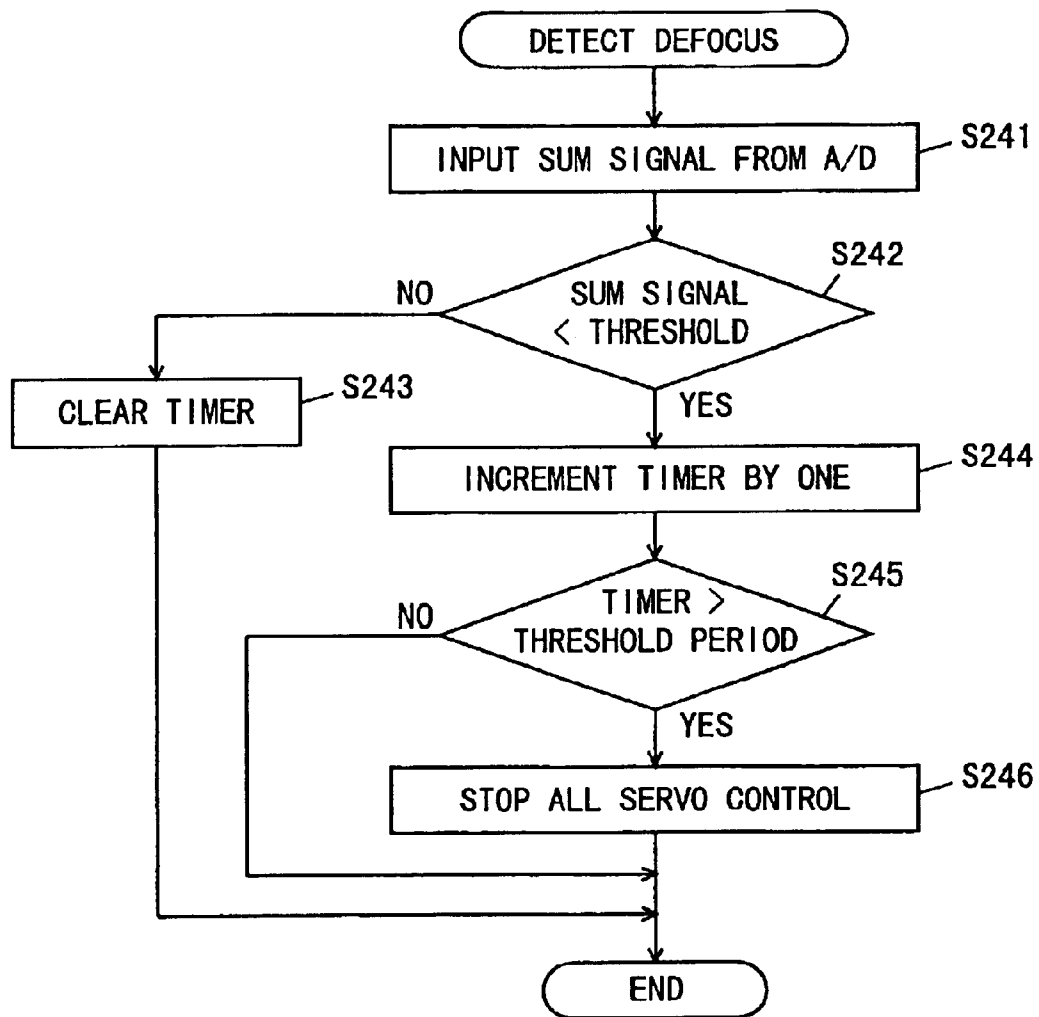 DETECT DEFOCUS
INPUT SUM SIGNAL FROM A/D
S241
SUM SIGNAL
< THRESHOLD
S242
NO
YES
CLEAR TIMER
S243
INCREMENT TIMER BY ONE
S244
TIMER >
THRESHOLD PERIOD
S245
NO
YES
STOP ALL SERVO CONTROL
S246
END